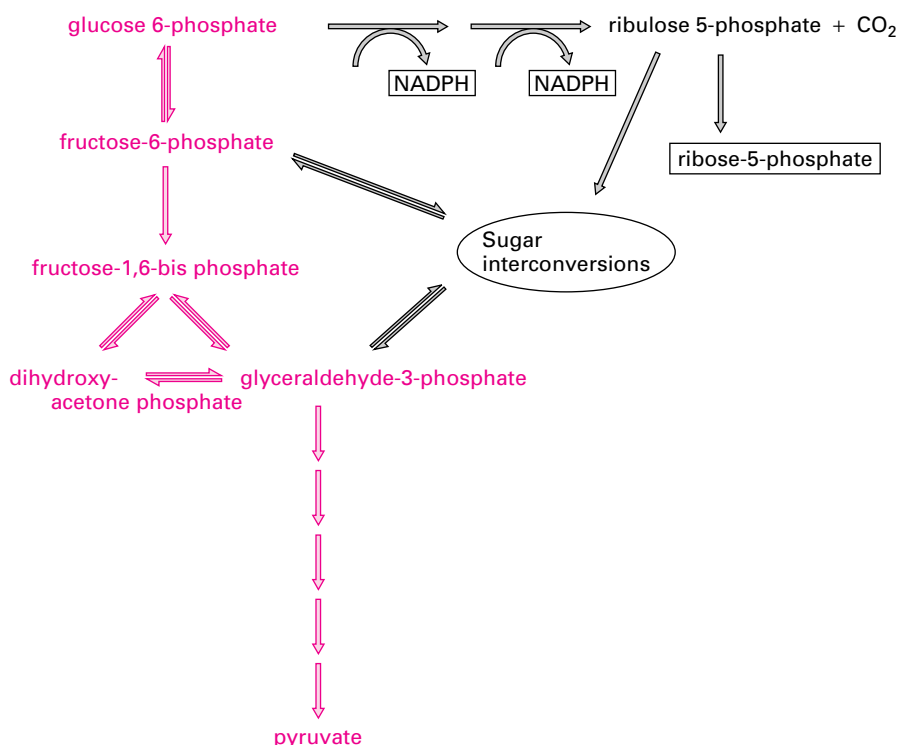 glucose 6-phosphate
ribulose 5-phosphate + CO₂
NADPH
NADPH
fructose-6-phosphate
ribose-5-phosphate
Sugar
interconversions
fructose-1,6-bis phosphate
dihydroxy-
acetone phosphate
glyceraldehyde-3-phosphate
pyruvate